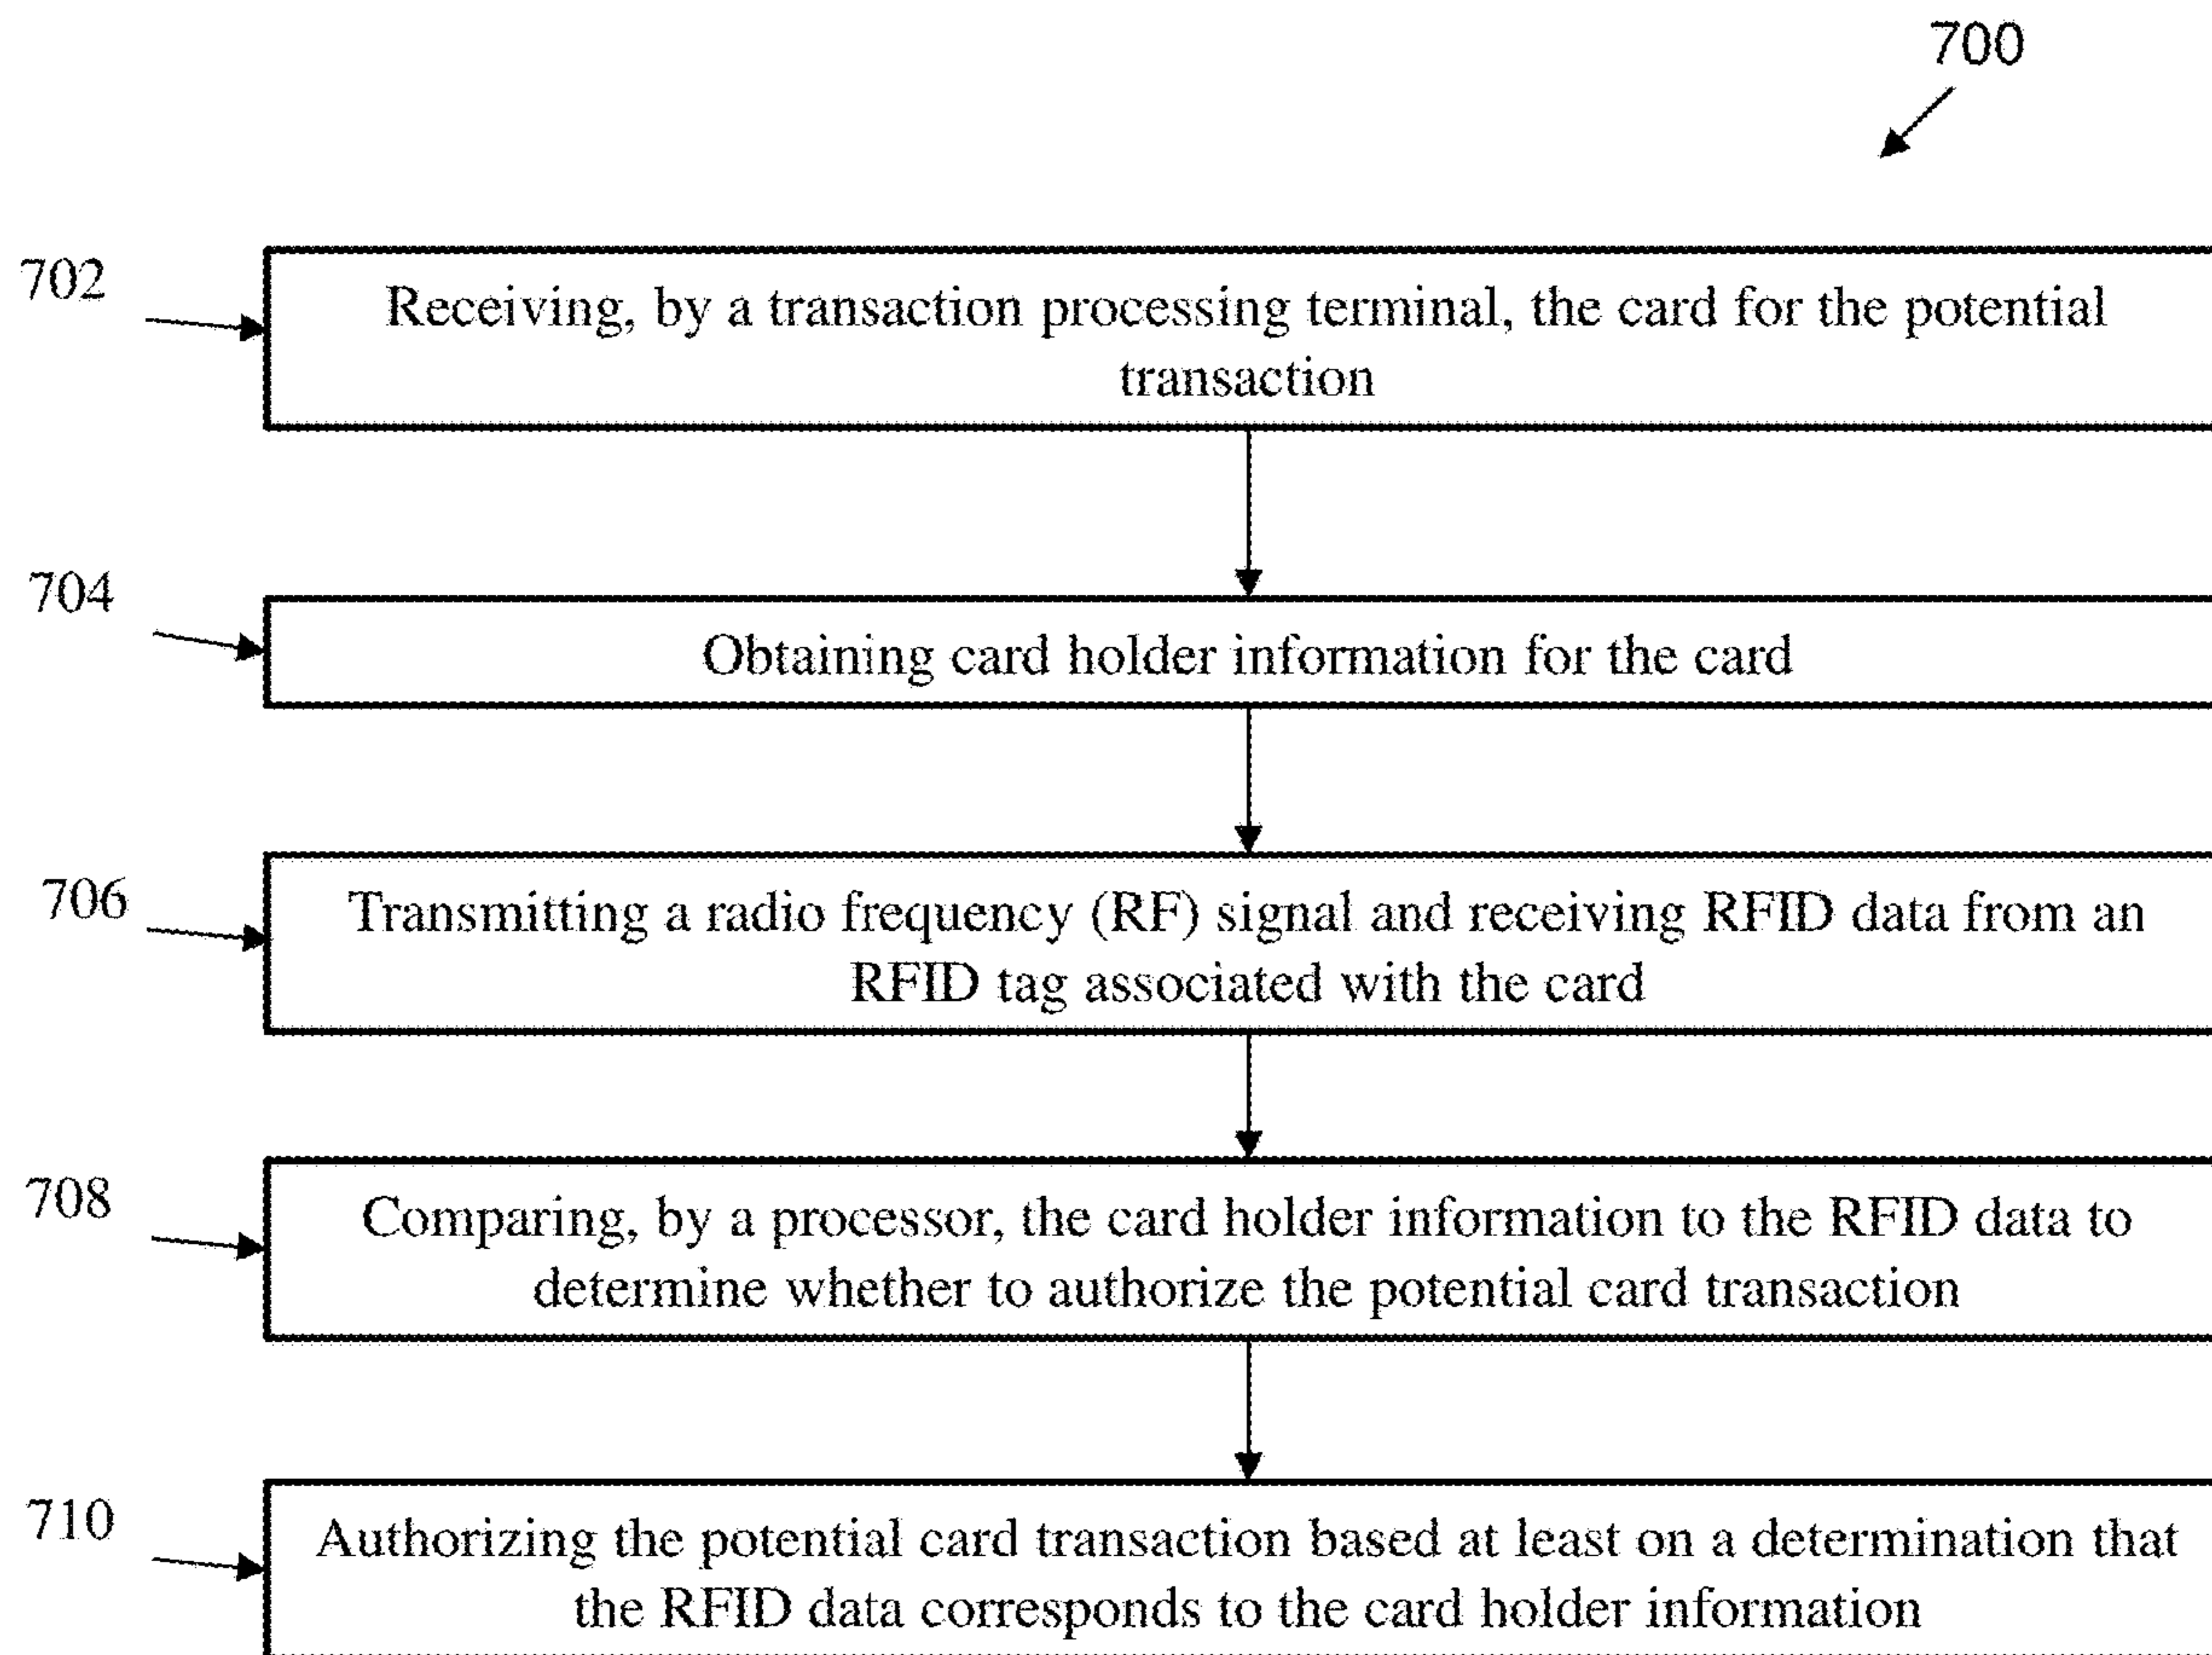 700
702
Receiving, by a transaction processing terminal, the card for the potential
transaction
704
Obtaining card holder information for the card
706
Transmitting a radio frequency (RF) signal and receiving RFID data from an
RFID tag associated with the card
708
Comparing, by a processor, the card holder information to the RFID data to
determine whether to authorize the potential card transaction
710
Authorizing the potential card transaction based at least on a determination that
the RFID data corresponds to the card holder information